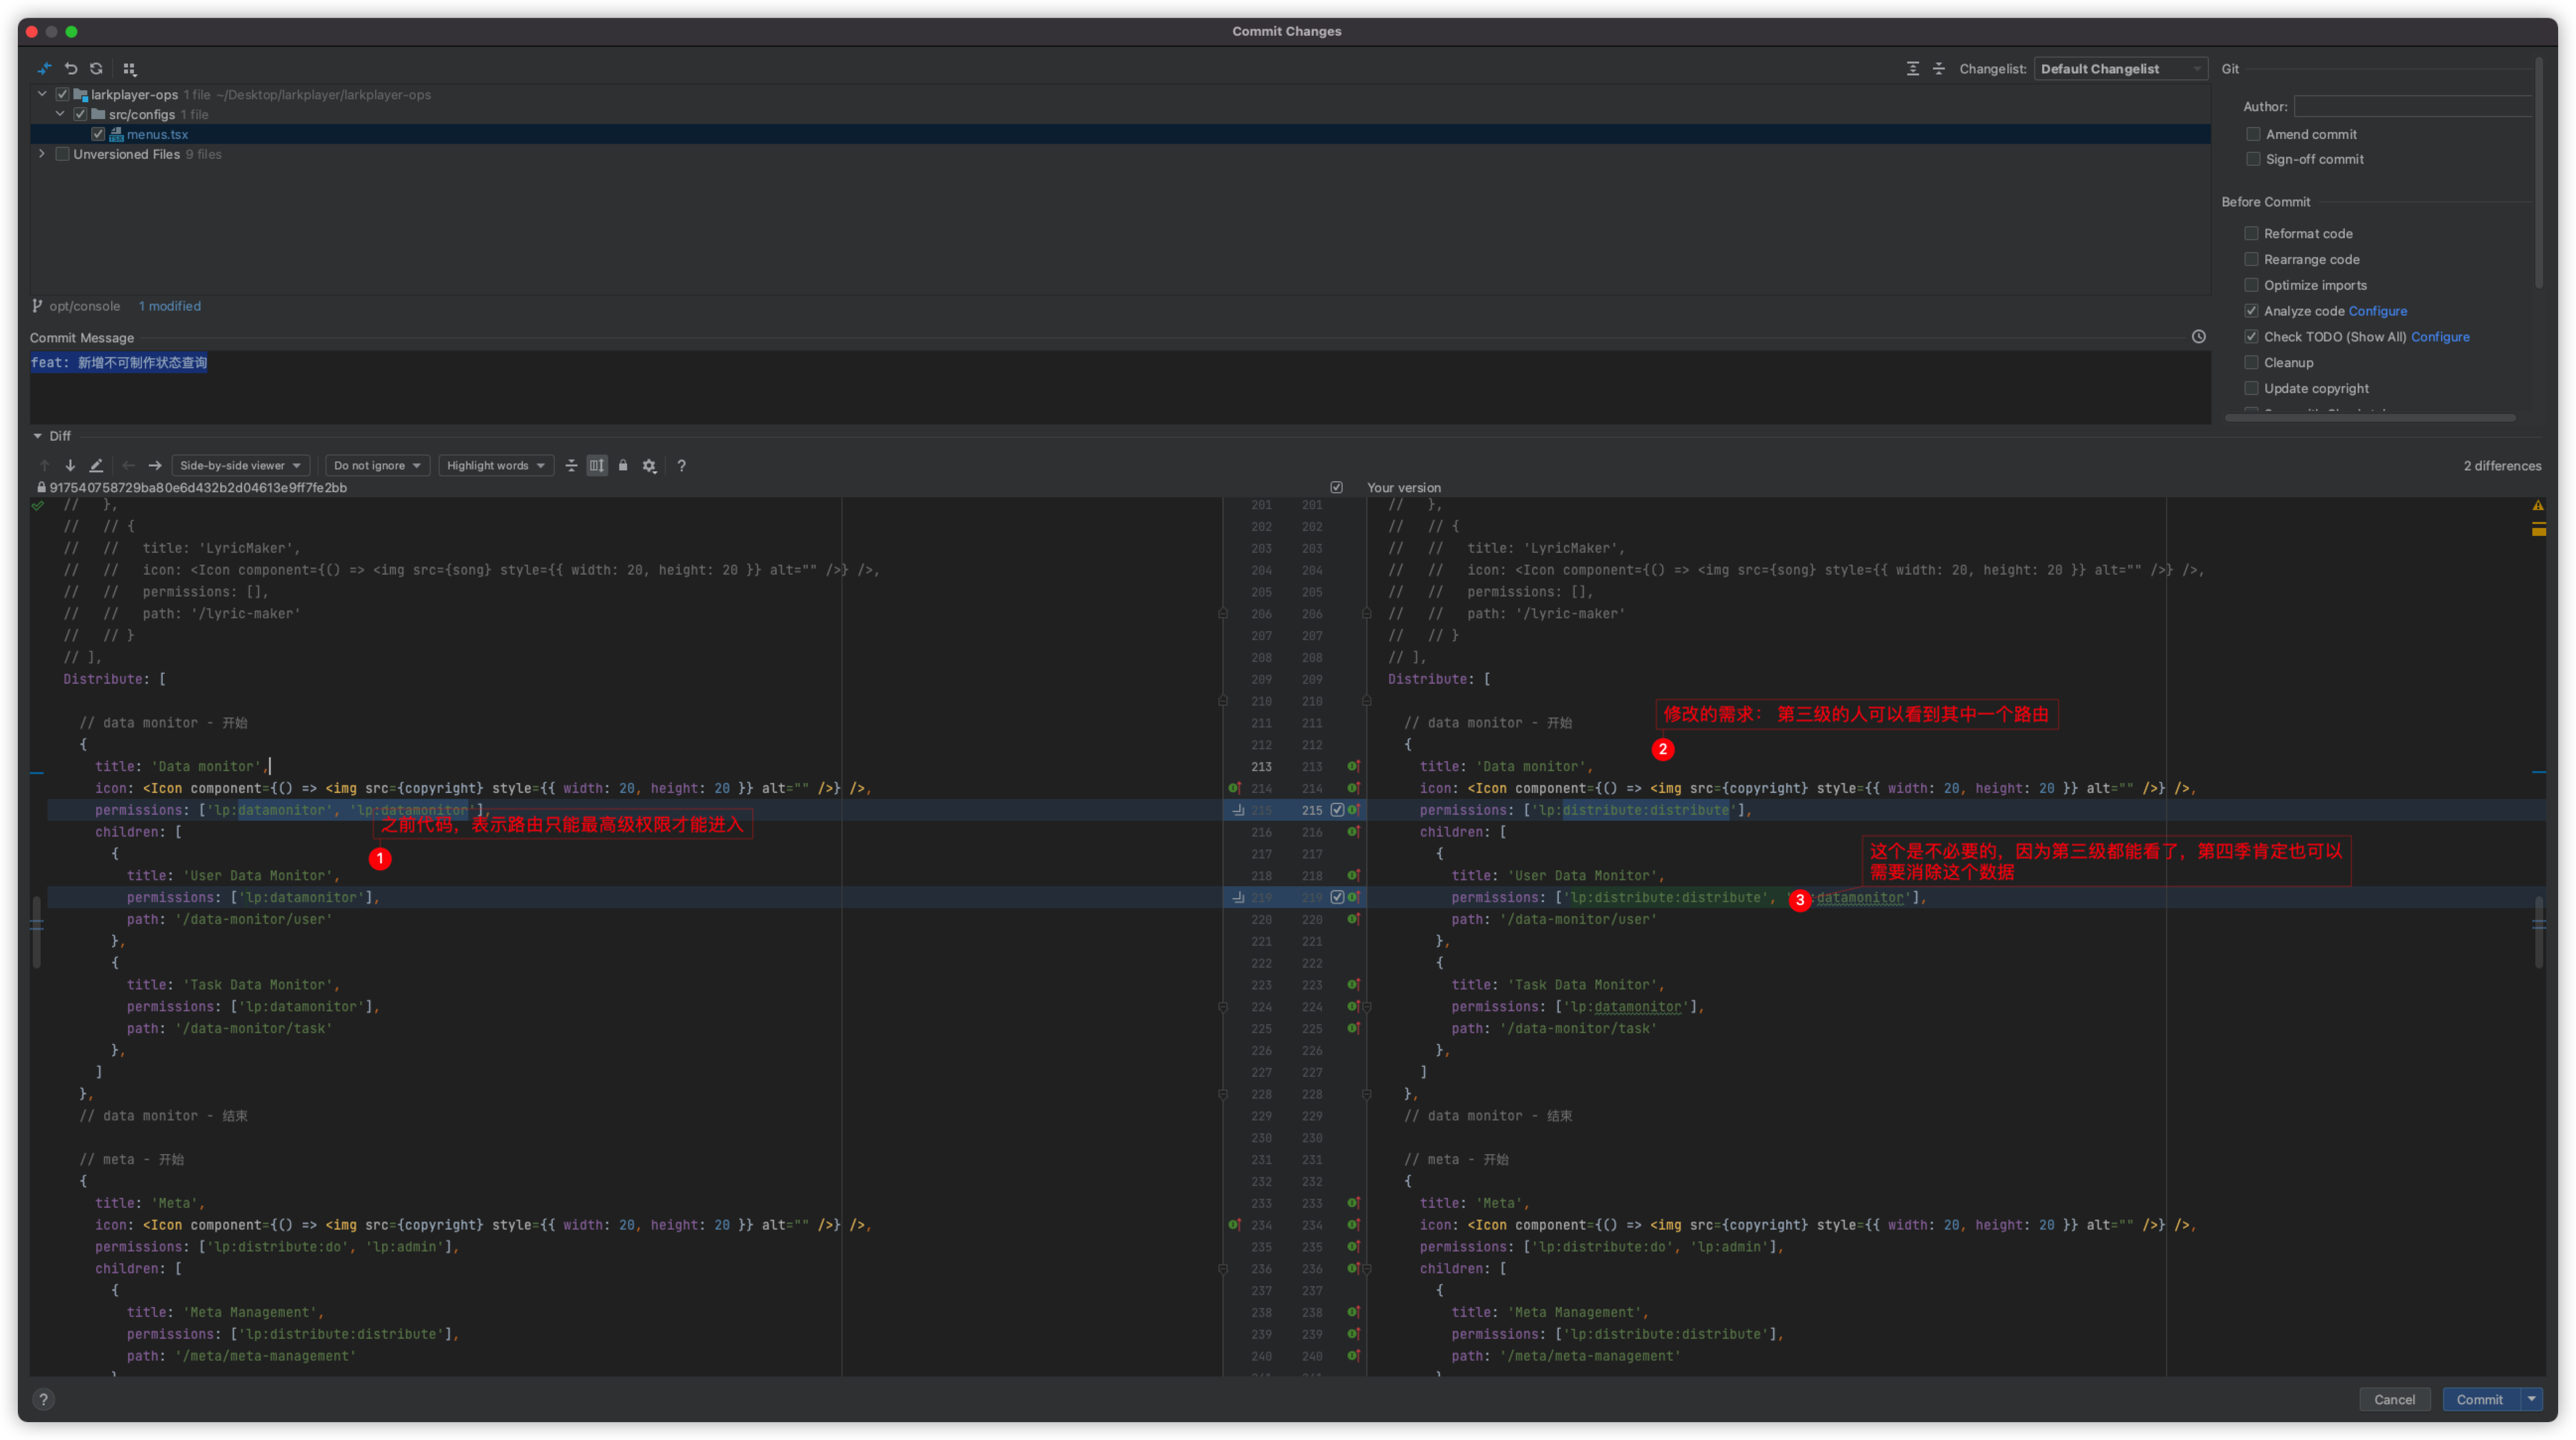 Commit Changes
Changelist: Default Changelist
Git
larkplayer-ops 1 file ~/Desktop/larkplayer/larkplayer-ops
src/configs 1 file
menus.tsx
Unversioned Files 9 files
Author:
Amend commit
Sign-off commit
Before Commit
Reformat code
Rearrange code
Optimize imports
Analyze code Configure
Check TODO (Show All) Configure
Cleanup
Update copyright
opt/console 1 modified
Commit Message
feat: 新增不可制作状态查询
Diff
Side-by-side viewer
Do not ignore
Highlight words
?
2 differences
917540758729ba80e6d432b2d04613e9ff7fe2bb
//   },
//   // {
//   //   title: 'LyricMaker',
//   //   icon: <Icon component={() => <img src={song} style={{ width: 20, height: 20 }} alt="" />} />,
//   //   permissions: [],
//   //   path: '/lyric-maker'
//   // }
// ],
Distribute: [
// data monitor - 开始
{
title: 'Data monitor',
icon: <Icon component={() => <img src={copyright} style={{ width: 20, height: 20 }} alt="" />} />,
permissions: ['lp:datamonitor', 'lp:datamonitor'],
之前代码，表示路由只能最高级权限才能进入
1
children: [
{
title: 'User Data Monitor',
permissions: ['lp:datamonitor'],
path: '/data-monitor/user'
},
{
title: 'Task Data Monitor',
permissions: ['lp:datamonitor'],
path: '/data-monitor/task'
},
]
},
// data monitor - 结束
// meta - 开始
{
title: 'Meta',
icon: <Icon component={() => <img src={copyright} style={{ width: 20, height: 20 }} alt="" />} />,
permissions: ['lp:distribute:do', 'lp:admin'],
children: [
{
title: 'Meta Management',
permissions: ['lp:distribute:distribute'],
path: '/meta/meta-management'
201 201
202 202
203 203
204 204
205 205
206 206
207 207
208 208
209 209
210 210
211 211
212 212
213 213
214 214
215 215
216 216
217 217
218 218
219 219
220 220
221 221
222 222
223 223
224 224
225 225
226 226
227 227
228 228
229 229
230 230
231 231
232 232
233 233
234 234
235 235
236 236
237 237
238 238
239 239
240 240
Your version
//   },
//   // {
//   //   title: 'LyricMaker',
//   //   icon: <Icon component={() => <img src={song} style={{ width: 20, height: 20 }} alt="" />} />,
//   //   permissions: [],
//   //   path: '/lyric-maker'
//   // }
// ],
Distribute: [
修改的需求： 第三级的人可以看到其中一个路由
2
// data monitor - 开始
{
title: 'Data monitor',
icon: <Icon component={() => <img src={copyright} style={{ width: 20, height: 20 }} alt="" />} />,
permissions: ['lp:distribute:distribute'],
children: [
{
这个是不必要的，因为第三级都能看了，第四季肯定也可以
需要消除这个数据
title: 'User Data Monitor',
permissions: ['lp:distribute:distribute', ' 3 :datamonitor'],
path: '/data-monitor/user'
},
{
title: 'Task Data Monitor',
permissions: ['lp:datamonitor'],
path: '/data-monitor/task'
},
]
},
// data monitor - 结束
// meta - 开始
{
title: 'Meta',
icon: <Icon component={() => <img src={copyright} style={{ width: 20, height: 20 }} alt="" />} />,
permissions: ['lp:distribute:do', 'lp:admin'],
children: [
{
title: 'Meta Management',
permissions: ['lp:distribute:distribute'],
path: '/meta/meta-management'
?
Cancel
Commit